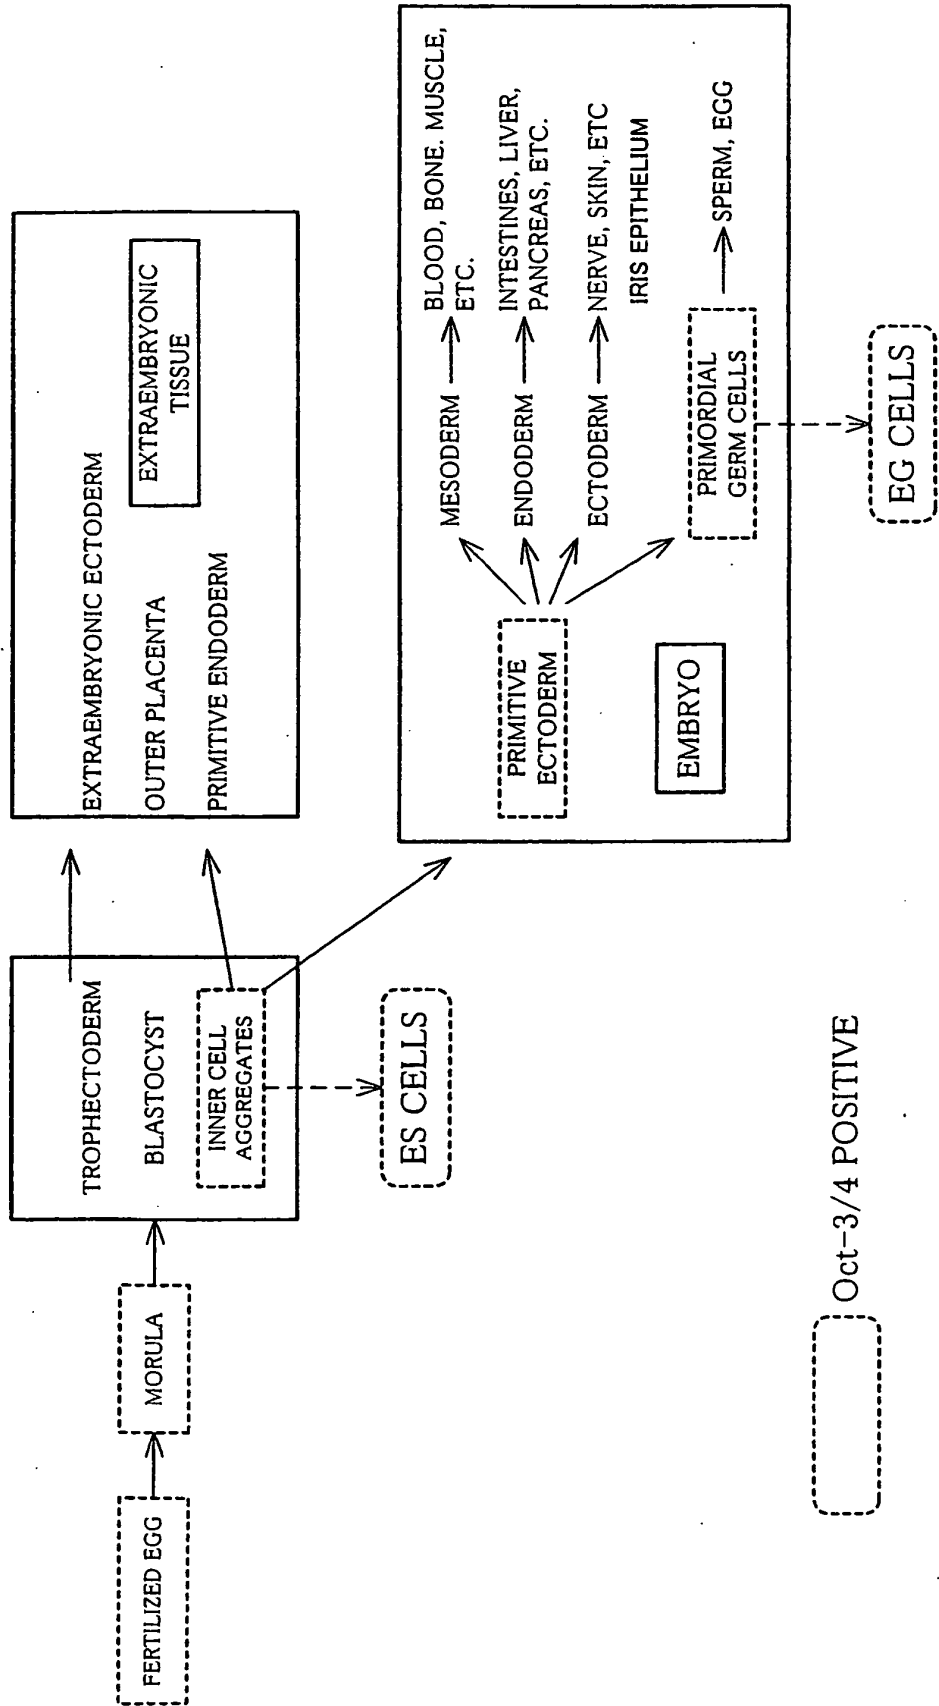 FERTILIZED EGG
MORULA
TROPHECTODERM
BLASTOCYST
INNER CELL
AGGREGATES
ES CELLS
EXTRAEMBRYONIC ECTODERM
OUTER PLACENTA
PRIMITIVE ENDODERM
EXTRAEMBRYONIC
TISSUE
PRIMITIVE
ECTODERM
EMBRYO
MESODERM
BLOOD, BONE. MUSCLE,
ETC.
ENDODERM
INTESTINES, LIVER,
PANCREAS, ETC.
ECTODERM
NERVE, SKIN, ETC
IRIS EPITHELIUM
PRIMORDIAL
GERM CELLS
SPERM, EGG
EG CELLS
Oct-3/4 POSITIVE